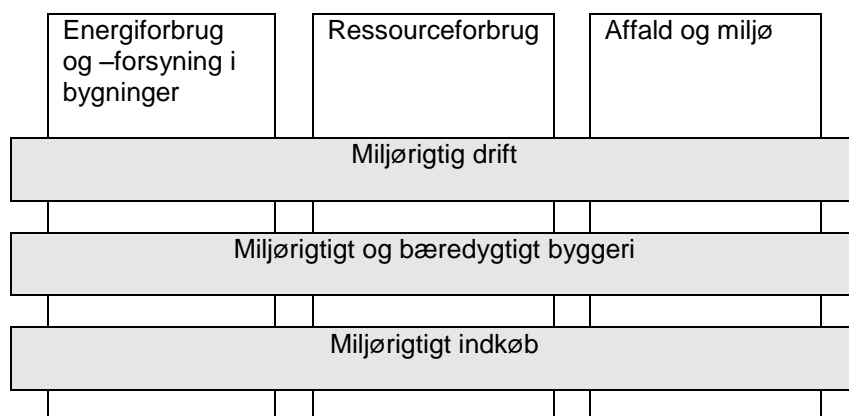 Energiforbrug
og –forsyning i
bygninger
Ressourceforbrug
Affald og miljø
Miljørigtig drift
Miljørigtigt og bæredygtigt byggeri
Miljørigtigt indkøb